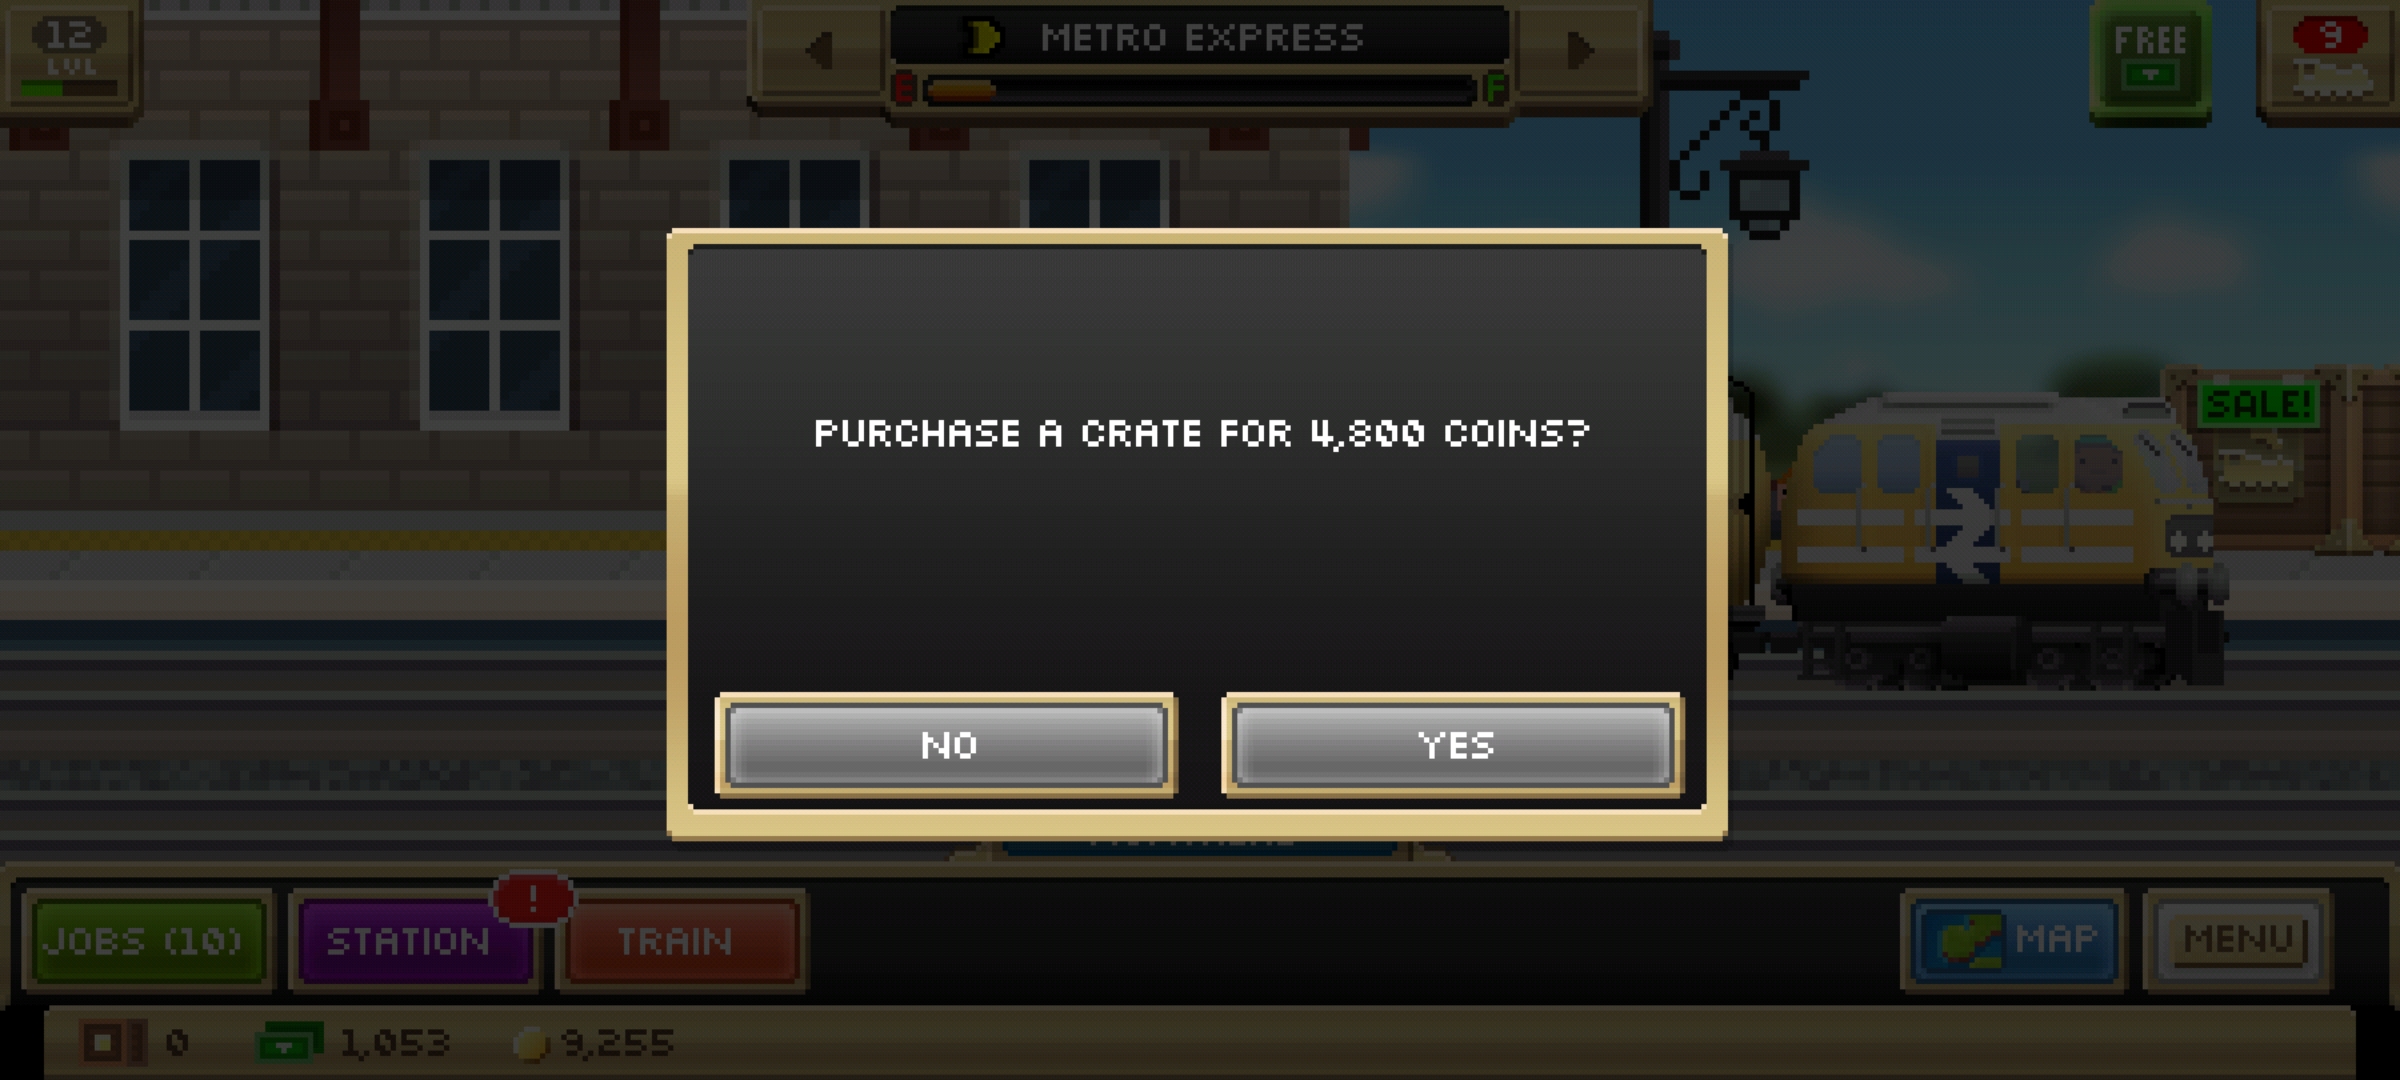 12
LVL
METRO EXPRESS
E
F
FREE
9
SALE!
PURCHASE A CRATE FOR 4,800 COINS?
NO
YES
JOBS (10)
STATION
!
TRAIN
MAP
MENU
0
1,053
9,255